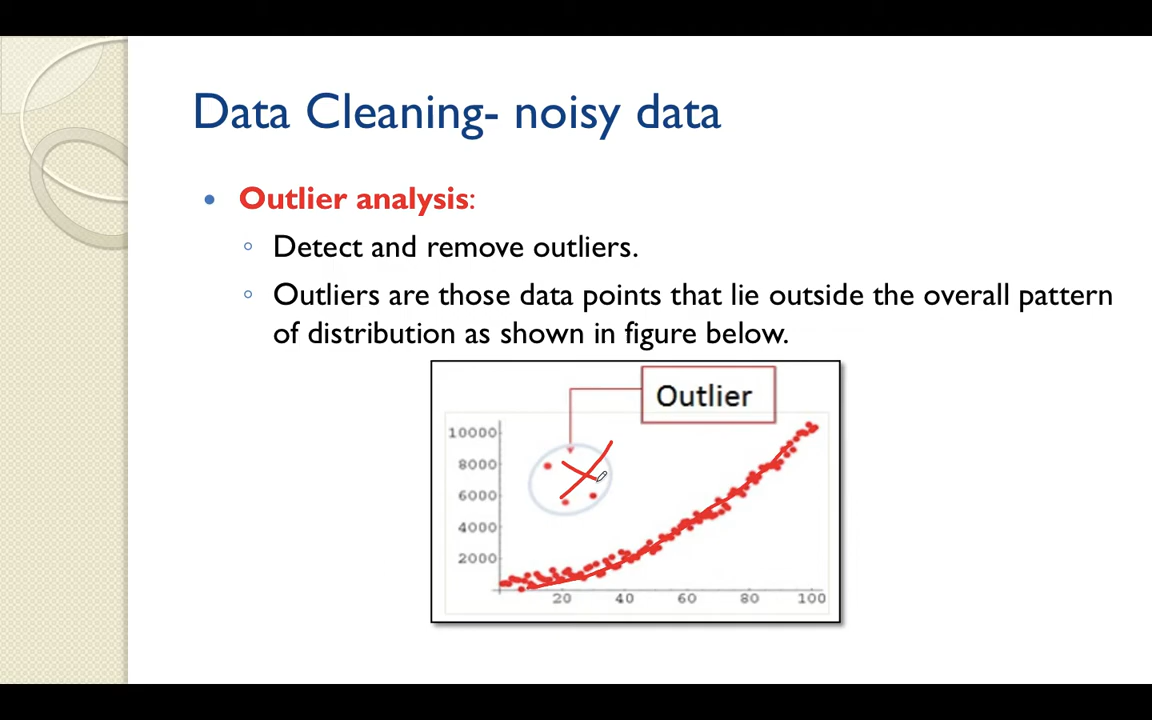 Data Cleaning- noisy data
• Outlier analysis:
◦ Detect and remove outliers.
◦ Outliers are those data points that lie outside the overall pattern
of distribution as shown in figure below.
Outlier
10000
8000
6000
4000
2000
20 40 60 80 100